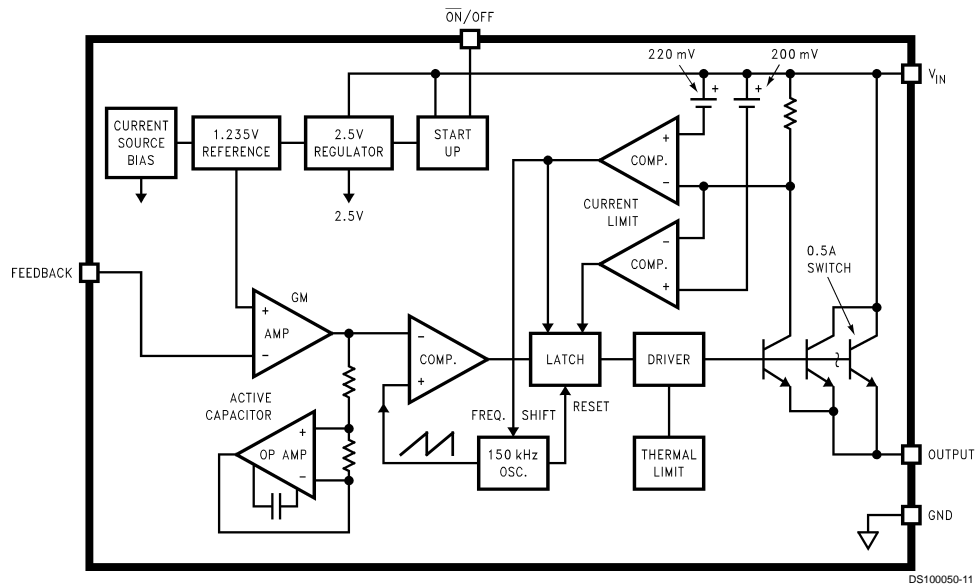 ON/OFF
220 mV
200 mV
+
+
VIN
CURRENT
SOURCE
BIAS
1.235V
REFERENCE
2.5V
REGULATOR
START
UP
+
COMP.
−
2.5V
CURRENT
LIMIT
−
COMP.
+
0.5A
SWITCH
FEEDBACK
GM
+
AMP
−
−
COMP.
+
LATCH
DRIVER
ACTIVE
CAPACITOR
FREQ. SHIFT
RESET
+
OP AMP
−
150 kHz
OSC.
THERMAL
LIMIT
OUTPUT
GND
DS100050-11